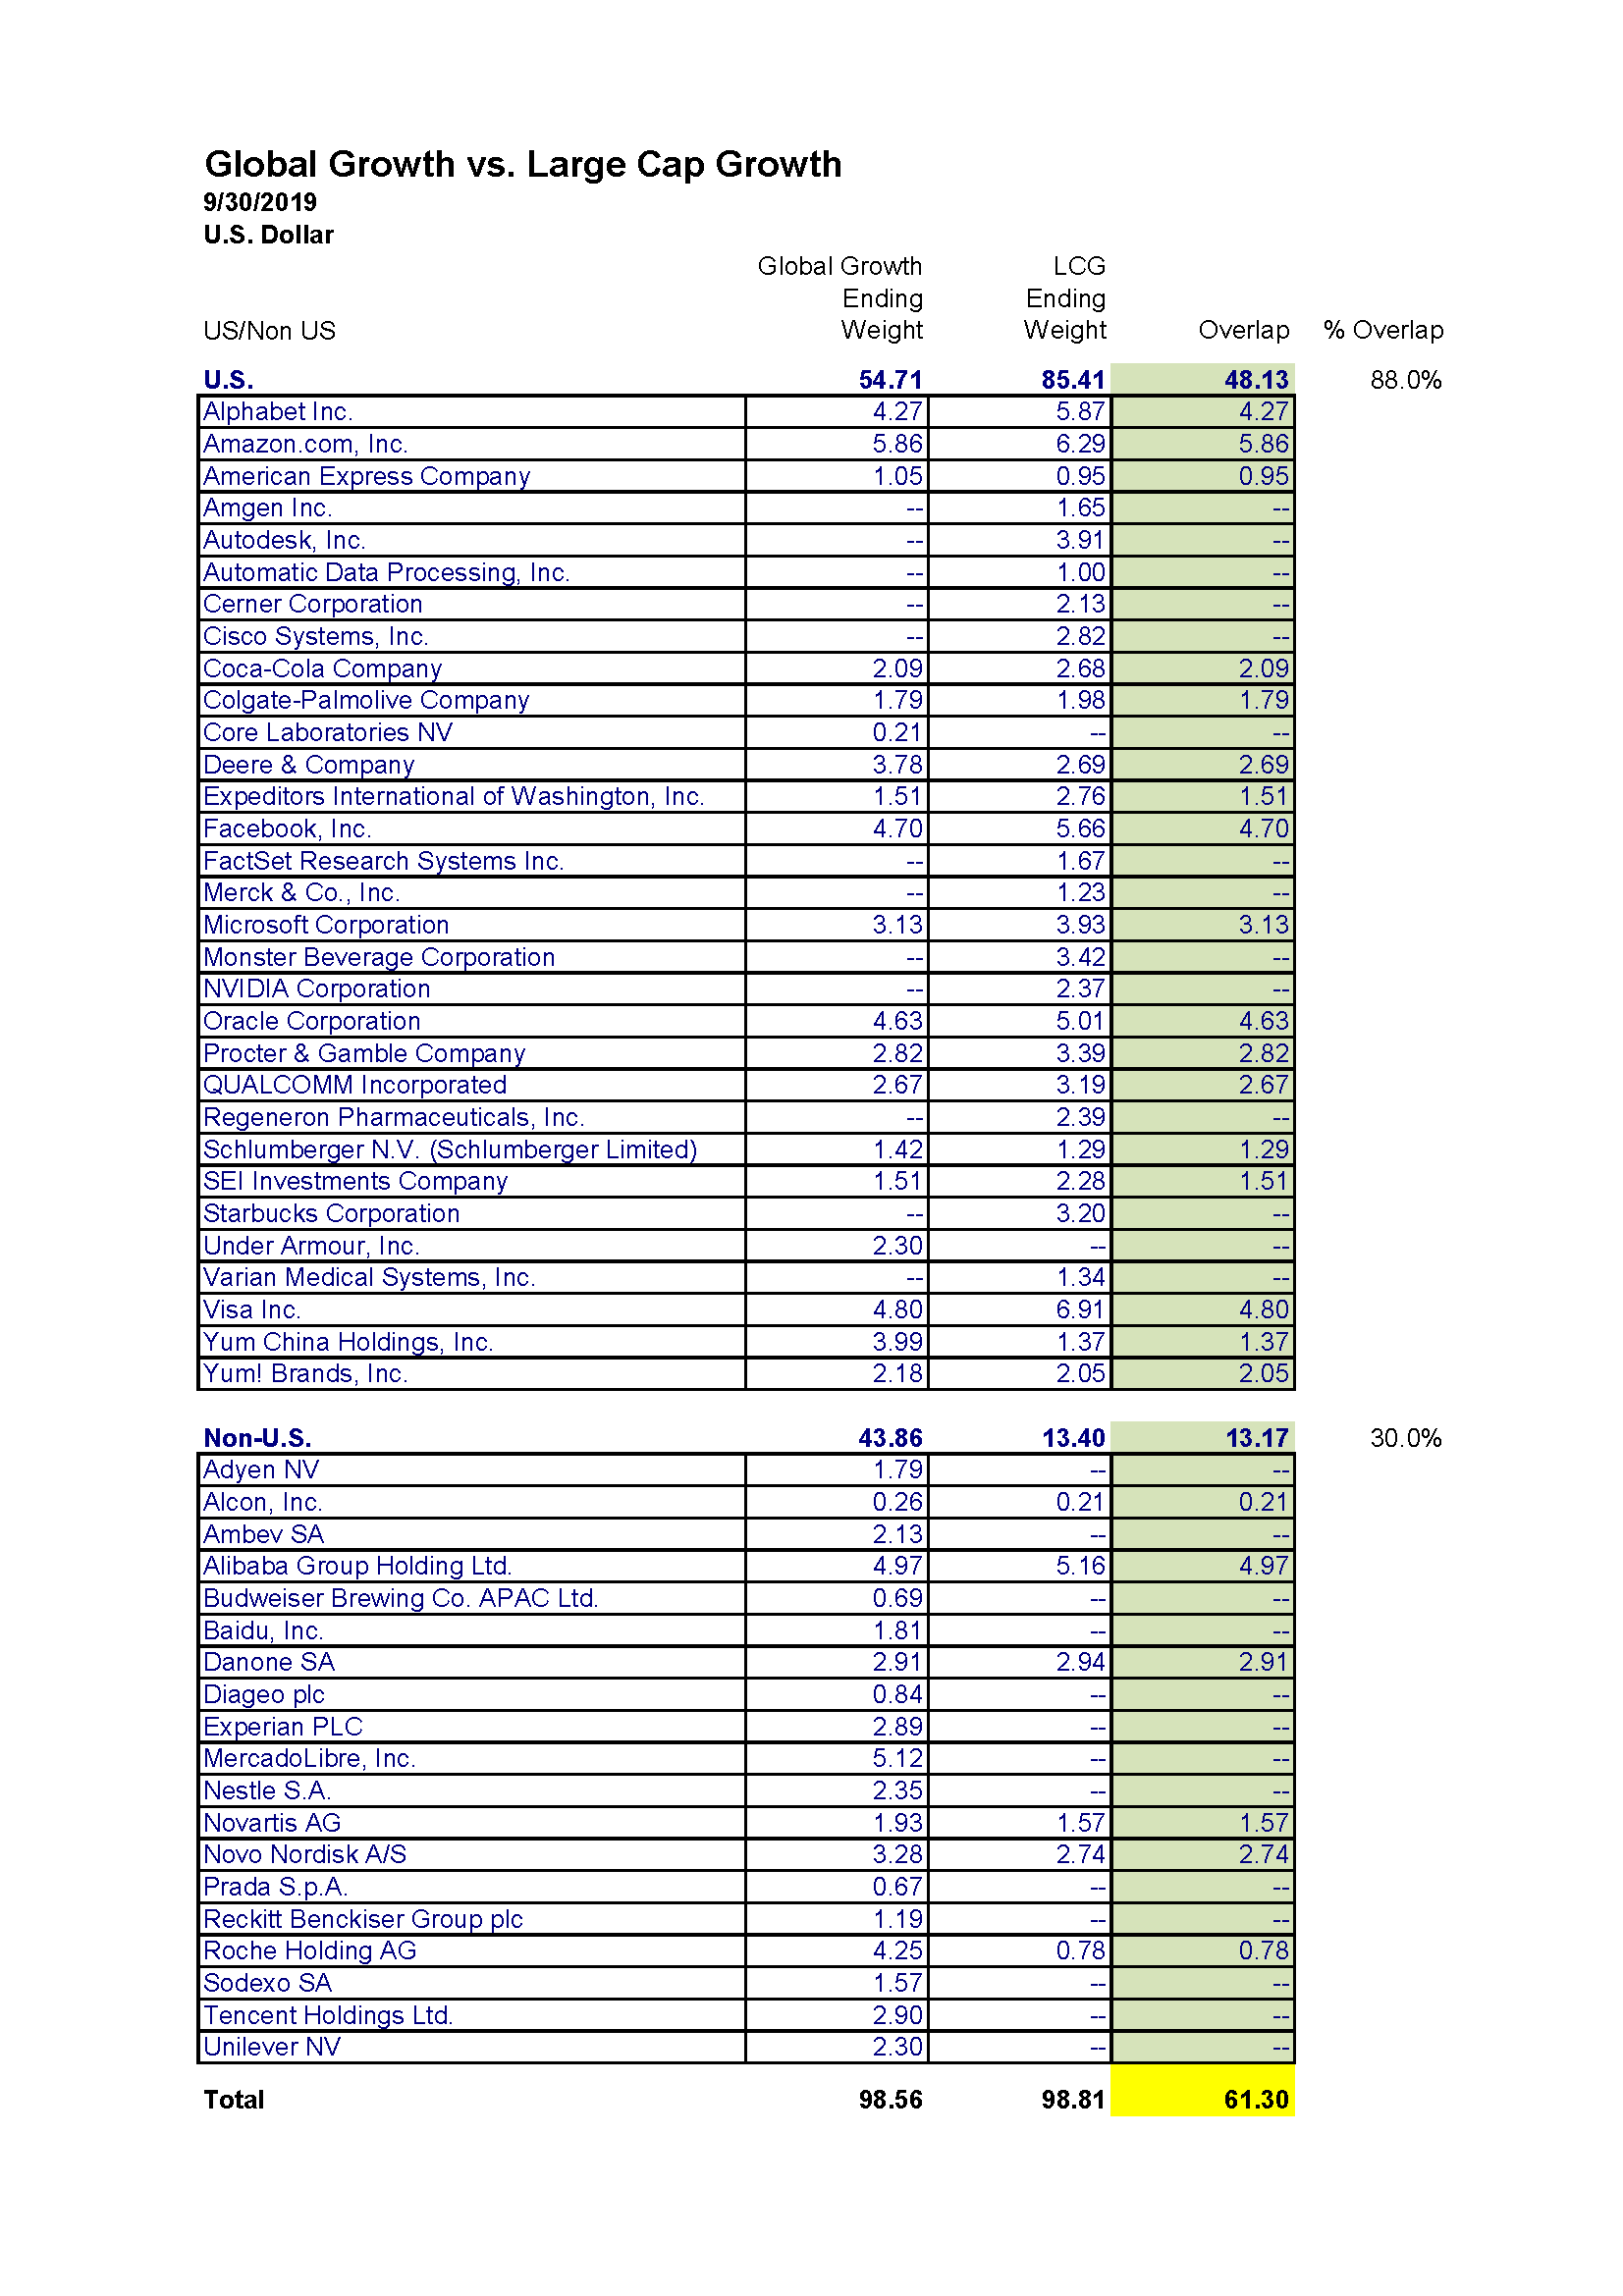 Global Growth vs. Large Cap Growth
9/30/2019
U.S. Dollar
Global Growth LCG
Ending Ending
US/Non US Weight Weight Overlap % Overlap
U.S. 54.71 85.41 48.13 88.0%
Alphabet Inc. 4.27 5.87 4.27
Amazon.com, Inc. 5.86 6.29 5.86
American Express Company 1.05 0.95 0.95
Amgen Inc. -- 1.65 --
Autodesk, Inc. -- 3.91 --
Automatic Data Processing, Inc. -- 1.00 --
Cerner Corporation -- 2.13 --
Cisco Systems, Inc. -- 2.82 --
Coca-Cola Company 2.09 2.68 2.09
Colgate-Palmolive Company 1.79 1.98 1.79
Core Laboratories NV 0.21 -- --
Deere & Company 3.78 2.69 2.69
Expeditors International of Washington, Inc. 1.51 2.76 1.51
Facebook, Inc. 4.70 5.66 4.70
FactSet Research Systems Inc. -- 1.67 --
Merck & Co., Inc. -- 1.23 --
Microsoft Corporation 3.13 3.93 3.13
Monster Beverage Corporation -- 3.42 --
NVIDIA Corporation -- 2.37 --
Oracle Corporation 4.63 5.01 4.63
Procter & Gamble Company 2.82 3.39 2.82
QUALCOMM Incorporated 2.67 3.19 2.67
Regeneron Pharmaceuticals, Inc. -- 2.39 --
Schlumberger N.V. (Schlumberger Limited) 1.42 1.29 1.29
SEI Investments Company 1.51 2.28 1.51
Starbucks Corporation -- 3.20 --
Under Armour, Inc. 2.30 -- --
Varian Medical Systems, Inc. -- 1.34 --
Visa Inc. 4.80 6.91 4.80
Yum China Holdings, Inc. 3.99 1.37 1.37
Yum! Brands, Inc. 2.18 2.05 2.05
Non-U.S. 43.86 13.40 13.17 30.0%
Adyen NV 1.79 -- --
Alcon, Inc. 0.26 0.21 0.21
Ambev SA 2.13 -- --
Alibaba Group Holding Ltd. 4.97 5.16 4.97
Budweiser Brewing Co. APAC Ltd. 0.69 -- --
Baidu, Inc. 1.81 -- --
Danone SA 2.91 2.94 2.91
Diageo plc 0.84 -- --
Experian PLC 2.89 -- --
MercadoLibre, Inc. 5.12 -- --
Nestle S.A. 2.35 -- --
Novartis AG 1.93 1.57 1.57
Novo Nordisk A/S 3.28 2.74 2.74
Prada S.p.A. 0.67 -- --
Reckitt Benckiser Group plc 1.19 -- --
Roche Holding AG 4.25 0.78 0.78
Sodexo SA 1.57 -- --
Tencent Holdings Ltd. 2.90 -- --
Unilever NV 2.30 -- --
Total 98.56 98.81 61.30